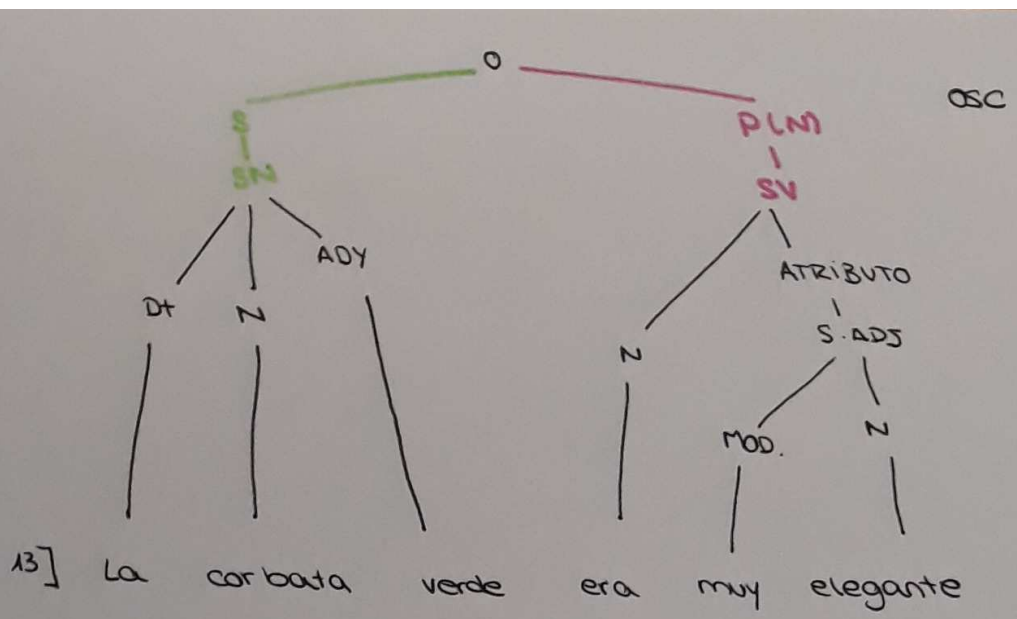 O
OSC
S
P(N)
SN
SV
ADY
ATRIBUTO
Dt
N
S.ADJ
N
MOD.
N
13] La corbata verde era muy elegante